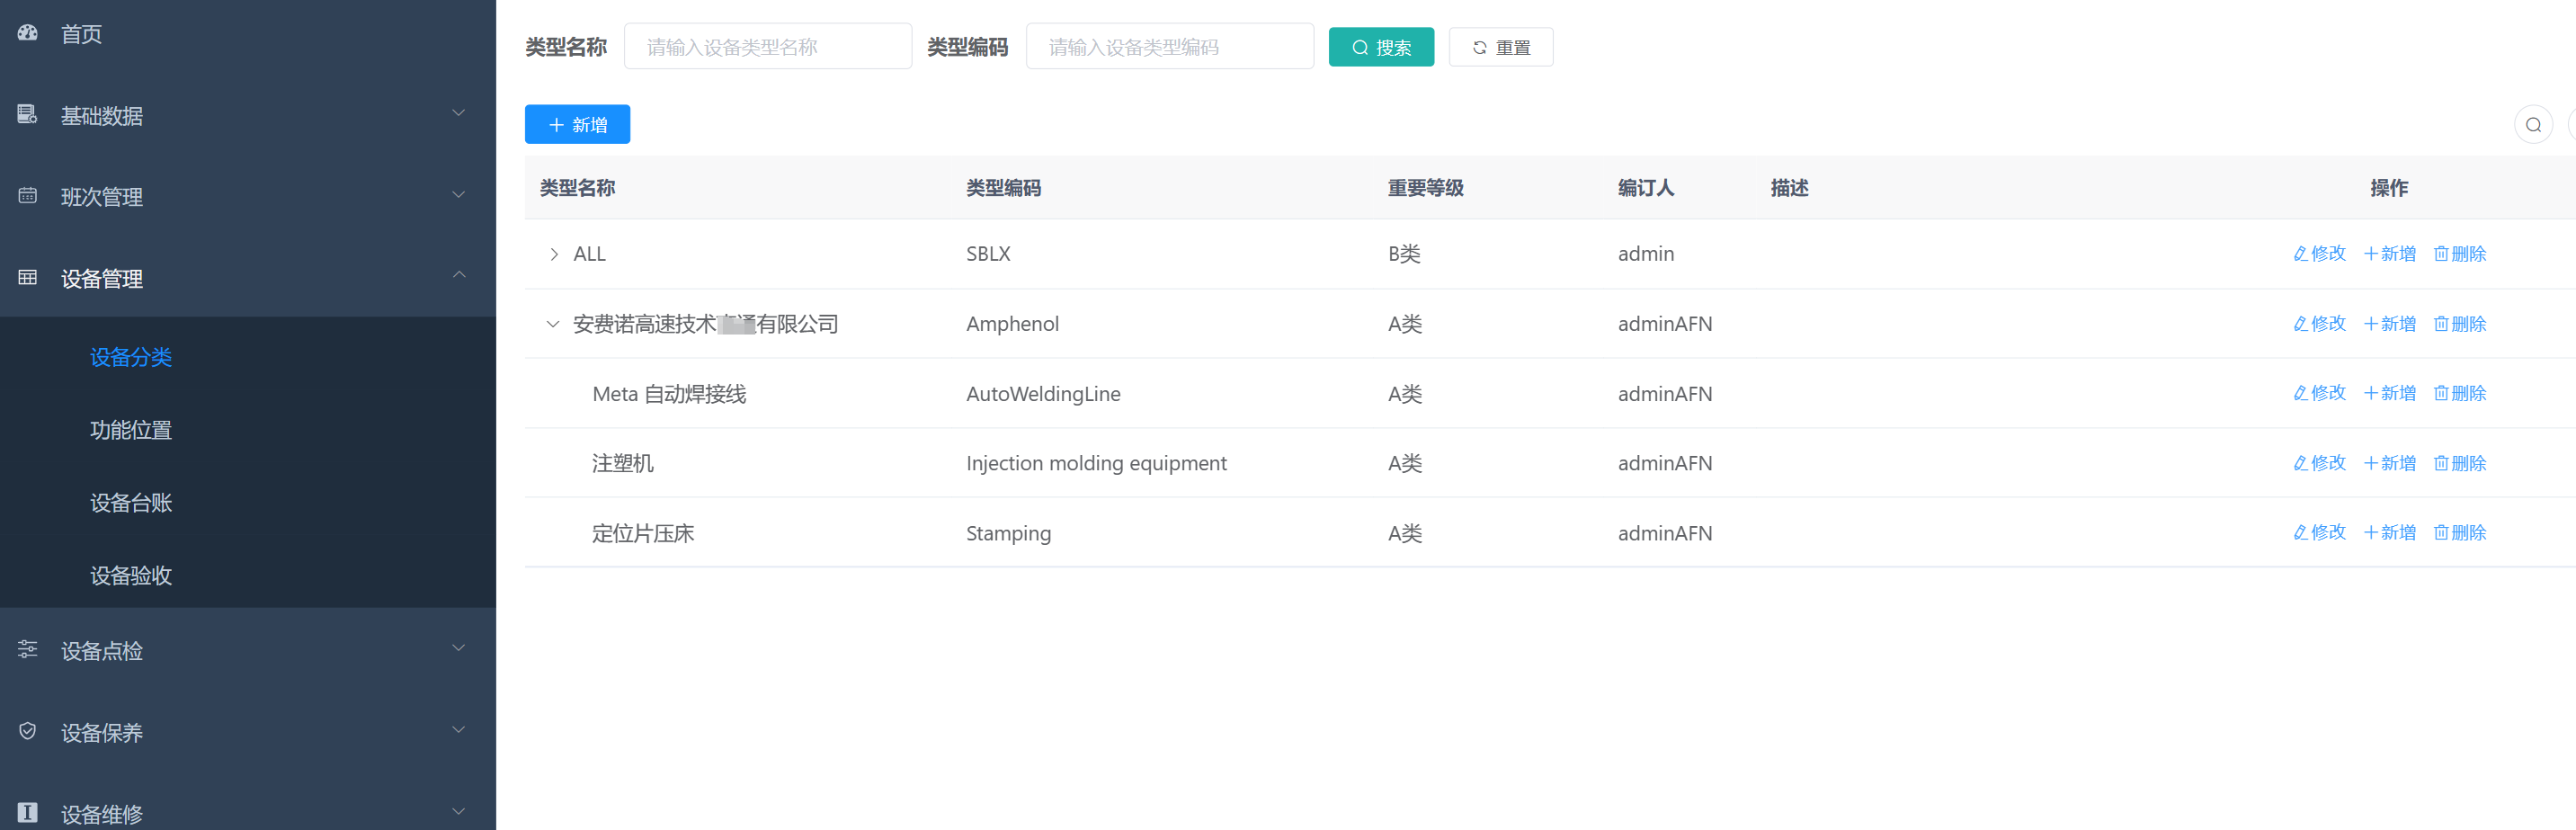 首页
基础数据
班次管理
设备管理
设备分类
功能位置
设备台账
设备验收
设备点检
设备保养
设备维修
类型名称 请输入设备类型名称 类型编码 请输入设备类型编码 搜索 重置
新增
类型名称 类型编码 重要等级 编订人 描述 操作
ALL SBLX B类 admin 修改 新增 删除
安费诺高速技术 有限公司 Amphenol A类 adminAFN 修改 新增 删除
Meta 自动焊接线 AutoWeldingLine A类 adminAFN 修改 新增 删除
注塑机 Injection molding equipment A类 adminAFN 修改 新增 删除
定位片压床 Stamping A类 adminAFN 修改 新增 删除